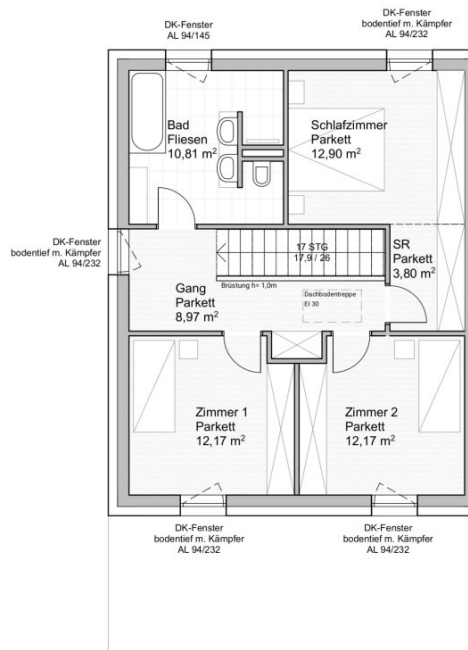 DK-Fenster
AL 94/145
DK-Fenster
bodentief m. Kämpfer
AL 94/232
Bad
Fliesen
10,81 m²
Schlafzimmer
Parkett
12,90 m²
DK-Fenster
bodentief m. Kämpfer
AL 94/232
17 STG
17,9 / 26
SR
Parkett
3,80 m²
Gang
Parkett
8,97 m²
Brüstung h= 1,0m
Dachbodentreppe
EI 30
Zimmer 1
Parkett
12,17 m²
Zimmer 2
Parkett
12,17 m²
DK-Fenster
bodentief m. Kämpfer
AL 94/232
DK-Fenster
bodentief m. Kämpfer
AL 94/232